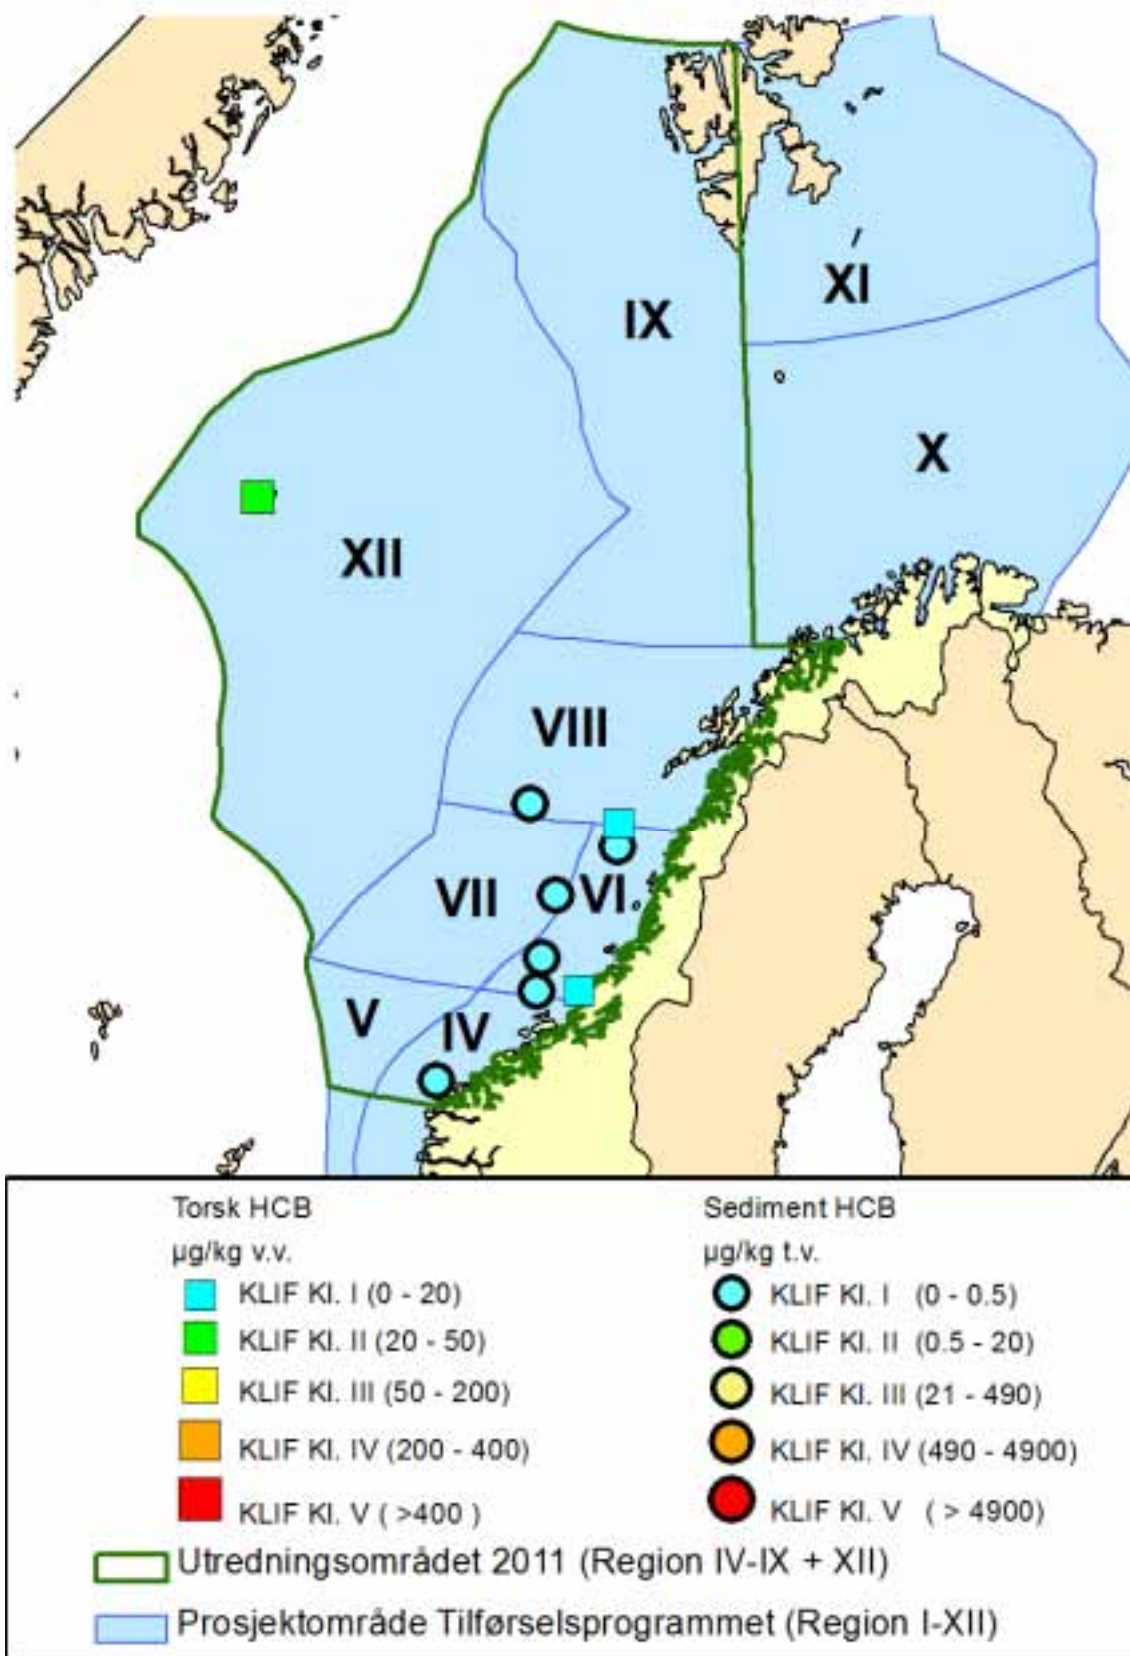 IX
XI
X
XII
VIII
VII
VI
V
IV
Torsk HCB
µg/kg v.v.
KLIF Kl. I (0 - 20)
KLIF Kl. II (20 - 50)
KLIF Kl. III (50 - 200)
KLIF Kl. IV (200 - 400)
KLIF Kl. V ( >400 )
Sediment HCB
µg/kg t.v.
KLIF Kl. I (0 - 0.5)
KLIF Kl. II (0.5 - 20)
KLIF Kl. III (21 - 490)
KLIF Kl. IV (490 - 4900)
KLIF Kl. V ( > 4900)
Utredningsområdet 2011 (Region IV-IX + XII)
Prosjektområde Tilførselsprogrammet (Region I-XII)